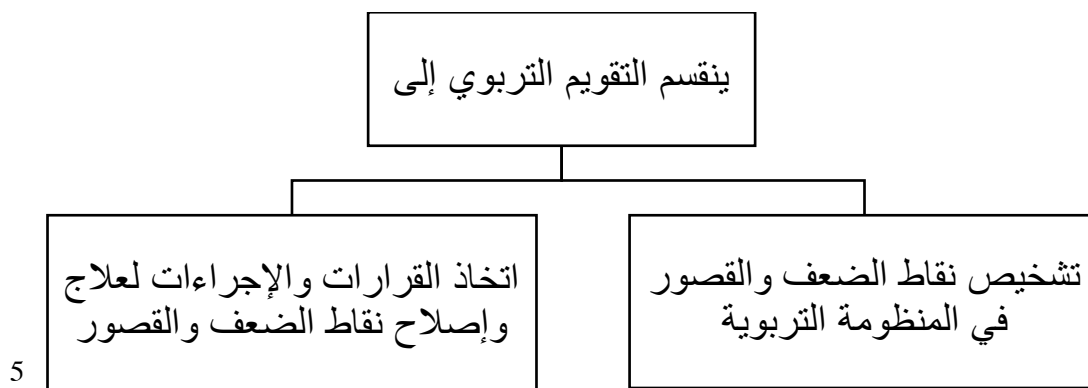 ينقسم التقويم التربوي إلى
تشخيص نقاط الضعف والقصور
في المنظومة التربوية
اتخاذ القرارات والإجراءات لعلاج
وإصلاح نقاط الضعف والقصور
5